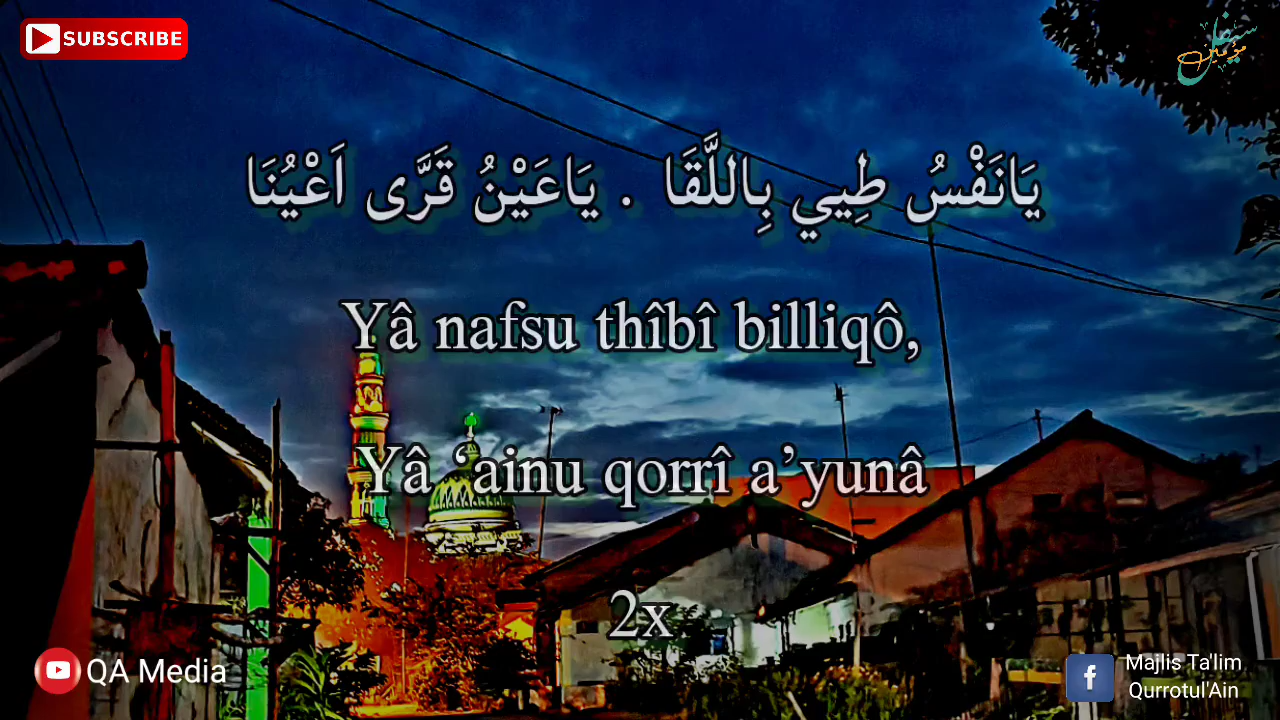 SUBSCRIBE
يَانَفْسُ طِيي بِاللَّقَا . يَاعَيْنُ قَرَّى اَعْيُنَا
Yâ nafsu thîbî billiqô,
Yâ ‘ainu qorrî a’yunâ
2x
QA Media
f
Majlis Ta'lim
Qurrotul'Ain